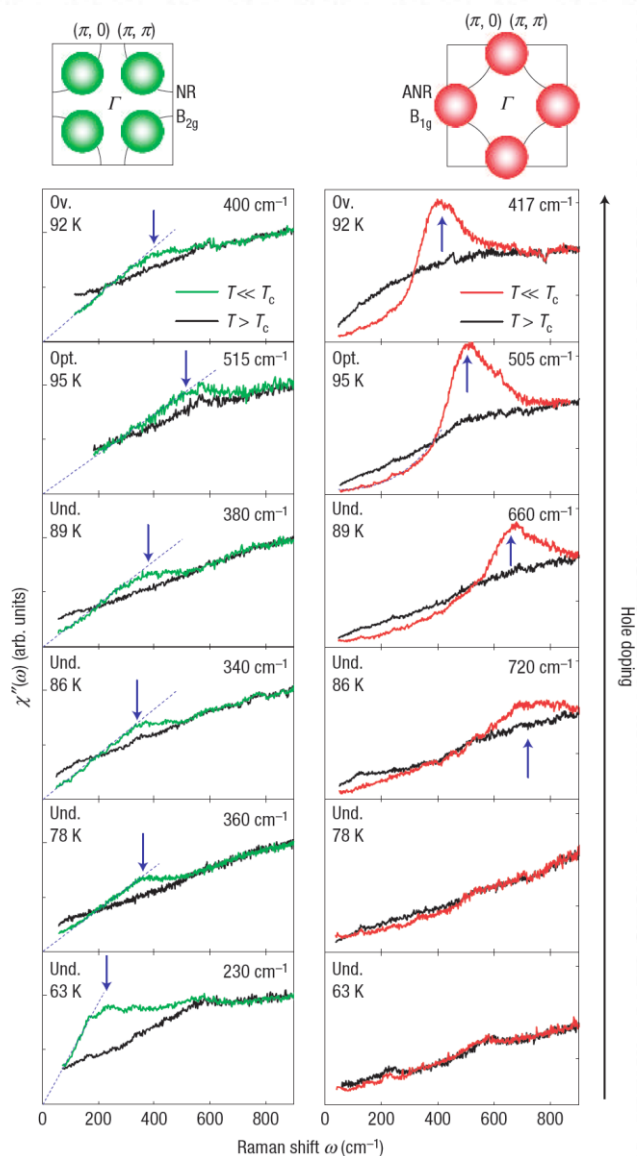 (π, 0) (π, π)
Γ
NR
B2g
(π, 0) (π, π)
ANR
B1g
Γ
Ov.
92 K
400 cm⁻¹
T ≪ Tc
T > Tc
Opt.
95 K
515 cm⁻¹
Und.
89 K
380 cm⁻¹
Und.
86 K
340 cm⁻¹
Und.
78 K
360 cm⁻¹
Und.
63 K
230 cm⁻¹
Ov.
92 K
417 cm⁻¹
T ≪ Tc
T > Tc
Opt.
95 K
505 cm⁻¹
Und.
89 K
660 cm⁻¹
Und.
86 K
720 cm⁻¹
Und.
78 K
Und.
63 K
χ″(ω) (arb. units)
Hole doping
0 200 400 600 800
0 200 400 600 800
Raman shift ω (cm⁻¹)